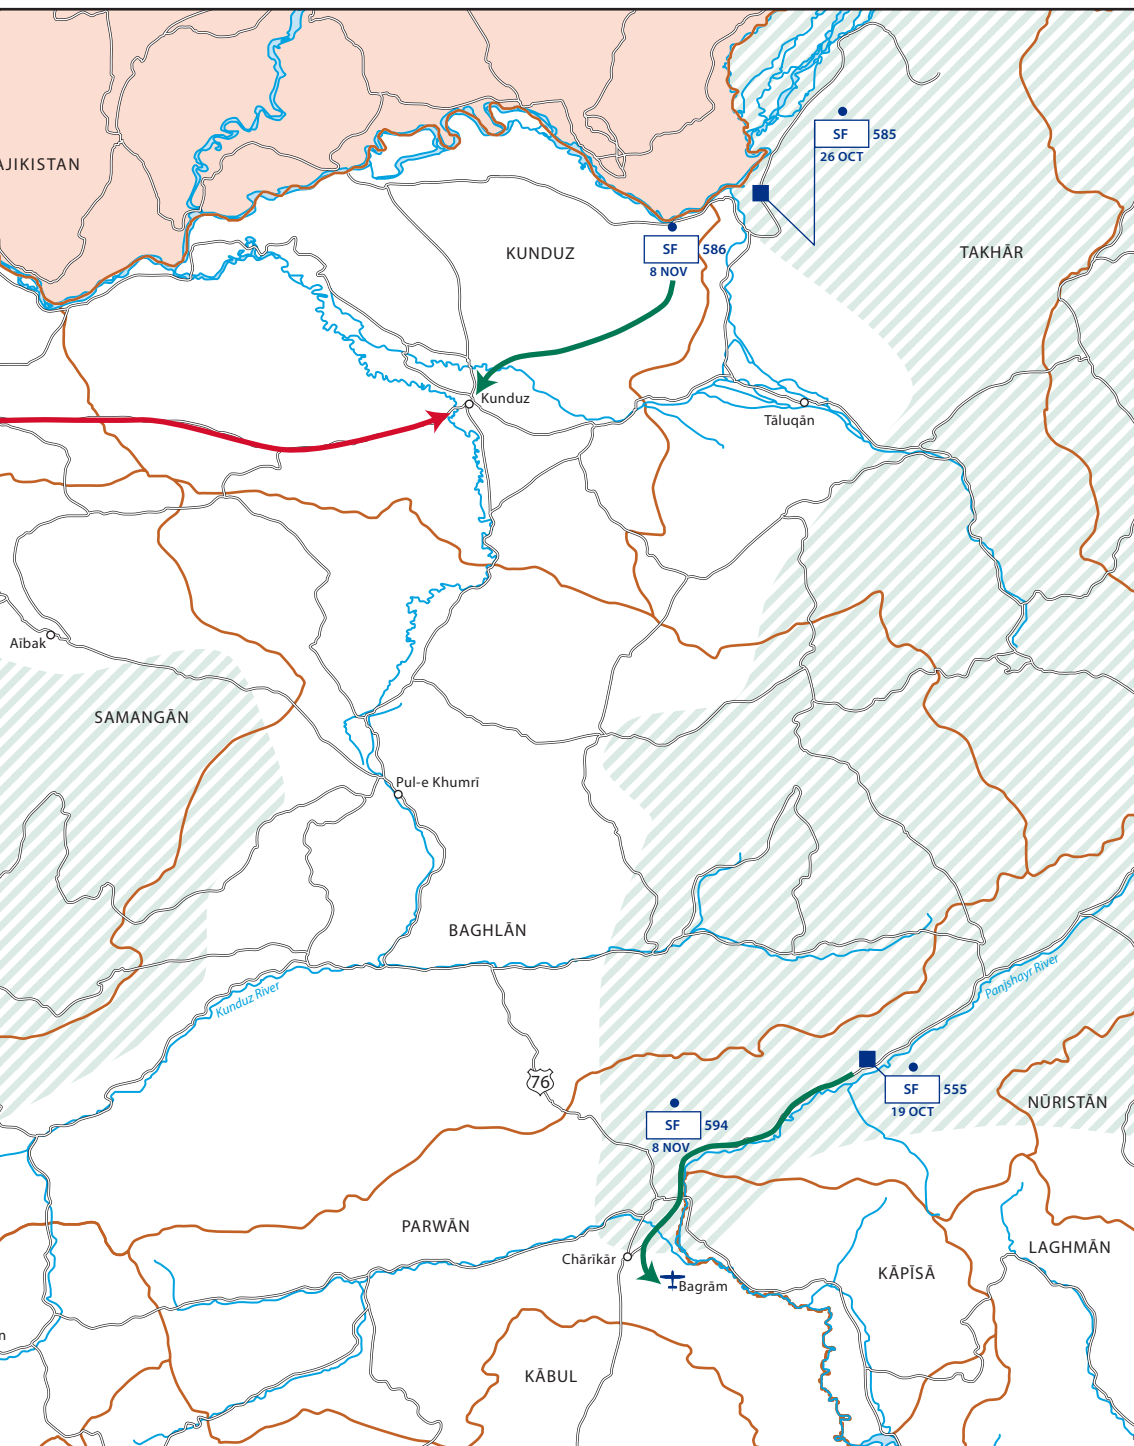 SF 585
26 OCT
AJIKISTAN
KUNDUZ
SF 586
8 NOV
TAKHĀR
Kunduz
Tāluqān
Aībak
SAMANGĀN
Pul-e Khumrī
BAGHLĀN
Kunduz River
Panjshayr River
76
SF 555
19 OCT
NŪRISTĀN
SF 594
8 NOV
PARWĀN
Chārīkār
Bagrām
LAGHMĀN
KĀPĪSĀ
n
KĀBUL